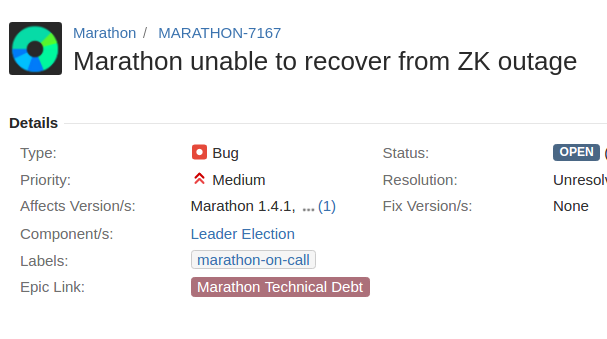 Marathon / MARATHON-7167
Marathon unable to recover from ZK outage
Details
Type: Bug Status: OPEN (
Priority: Medium Resolution: Unresolv
Affects Version/s: Marathon 1.4.1, ... (1) Fix Version/s: None
Component/s: Leader Election
Labels: marathon-on-call
Epic Link: Marathon Technical Debt